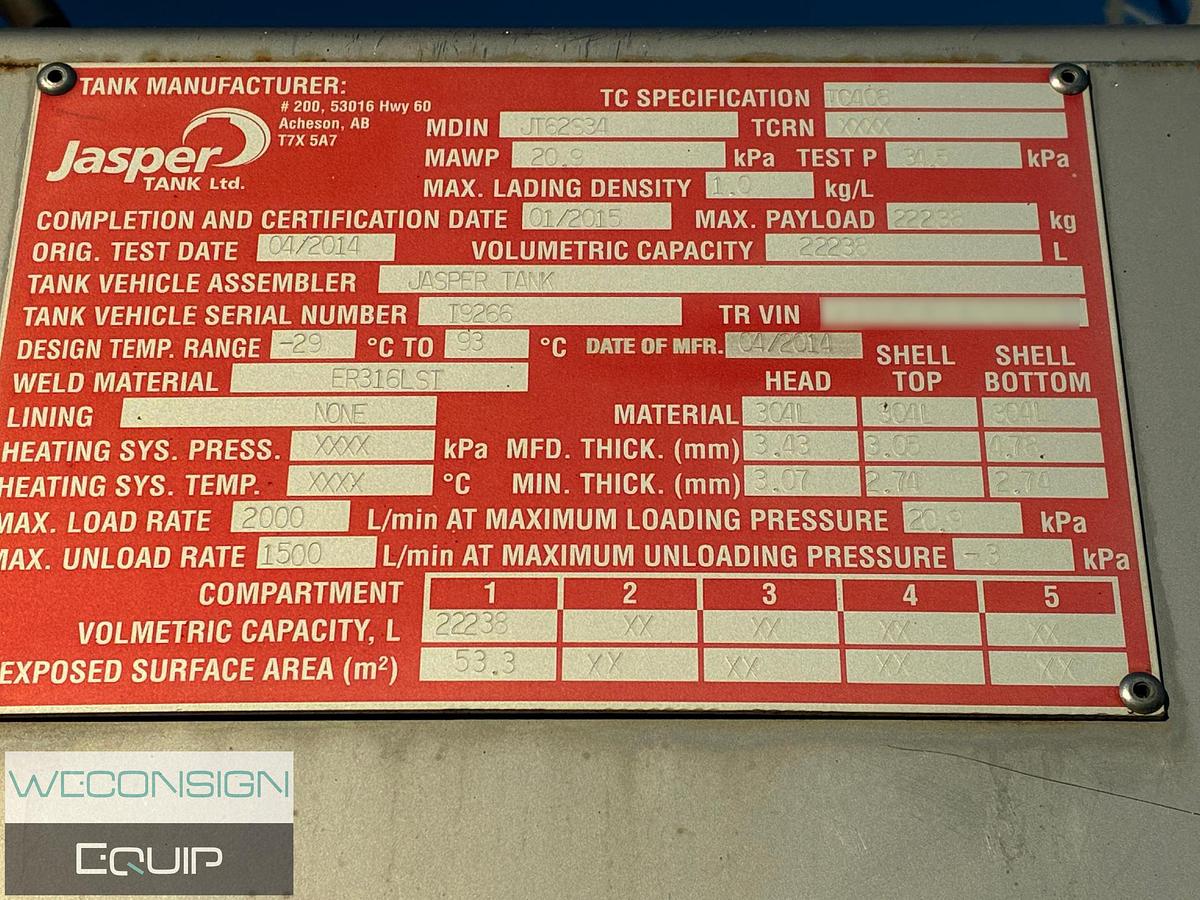 TANK MANUFACTURER:
# 200, 53016 Hwy 60
Acheson, AB
T7X 5A7
Jasper
TANK Ltd.
TC SPECIFICATION TC406
MDIN JT62S34 TCRN XXXX
MAWP 20.9 kPa TEST P 34.5 kPa
MAX. LADING DENSITY 1.0 kg/L
COMPLETION AND CERTIFICATION DATE 01/2015 MAX. PAYLOAD 22238 kg
ORIG. TEST DATE 04/2014 VOLUMETRIC CAPACITY 22238 L
TANK VEHICLE ASSEMBLER JASPER TANK
TANK VEHICLE SERIAL NUMBER T9266 TR VIN
DESIGN TEMP. RANGE -29 °C TO 93 °C DATE OF MFR. 04/2014
WELD MATERIAL ER316LSI HEAD SHELL TOP SHELL BOTTOM
LINING NONE MATERIAL 304L 304L 304L
HEATING SYS. PRESS. XXXX kPa MFD. THICK. (mm) 3.43 3.05 4.78
HEATING SYS. TEMP. XXXX °C MIN. THICK. (mm) 3.07 2.74 2.74
MAX. LOAD RATE 2000 L/min AT MAXIMUM LOADING PRESSURE 20.9 kPa
MAX. UNLOAD RATE 1500 L/min AT MAXIMUM UNLOADING PRESSURE -3 kPa
COMPARTMENT 1 2 3 4 5
VOLMETRIC CAPACITY, L 22238 XX XX XX XX
EXPOSED SURFACE AREA (m²) 53.3 XX XX XX XX
WECONSIGN
EQUIP